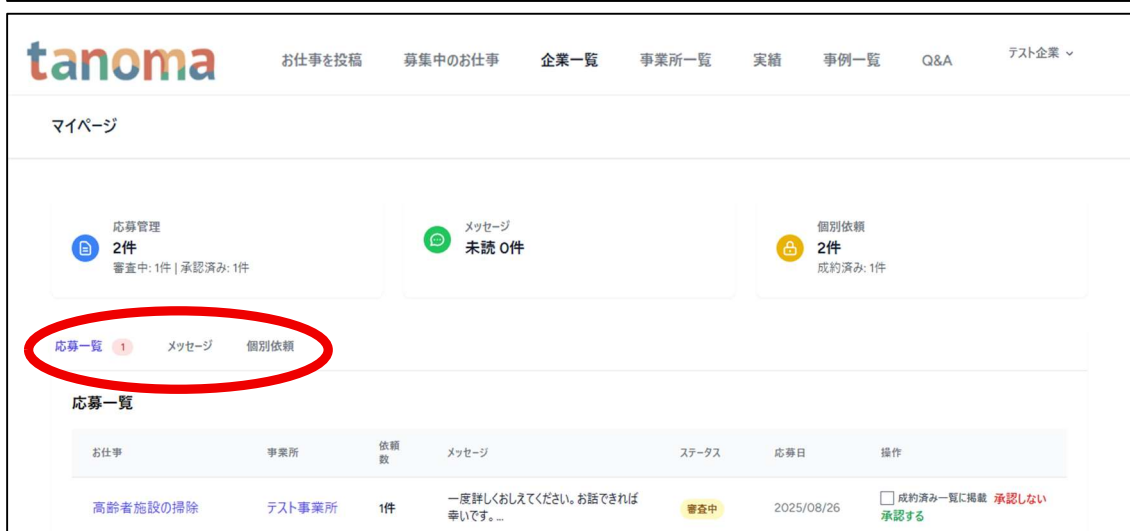 tanoma お仕事を投稿 募集中のお仕事 企業一覧 事業所一覧 実績 事例一覧 Q&A テスト企業
マイページ
応募管理
2件
審査中: 1件 | 承認済み: 1件
メッセージ
未読 0件
個別依頼
2件
成約済み: 1件
応募一覧 1 メッセージ 個別依頼
応募一覧
お仕事 事業所 依頼数 メッセージ ステータス 応募日 操作
高齢者施設の掃除 テスト事業所 1件 一度詳しくおしえてください。お話できれば 審査中 2025/08/26 成約済み一覧に掲載 承認しない
幸いです。... 承認する